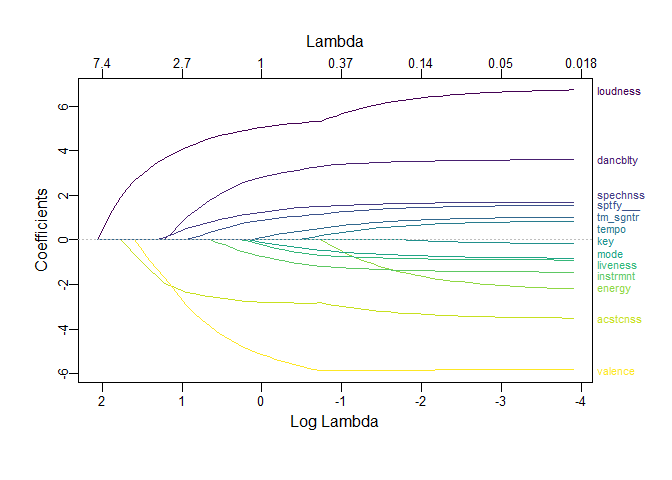 Lambda
7.4 2.7 1 0.37 0.14 0.05 0.018
6
4
2
0
-2
-4
-6
Coefficients
loudness
dancblty
spechnss
sptfy___
tm_sgntr
tempo
key
mode
liveness
instrmnt
energy
acstcnss
valence
2 1 0 -1 -2 -3 -4
Log Lambda